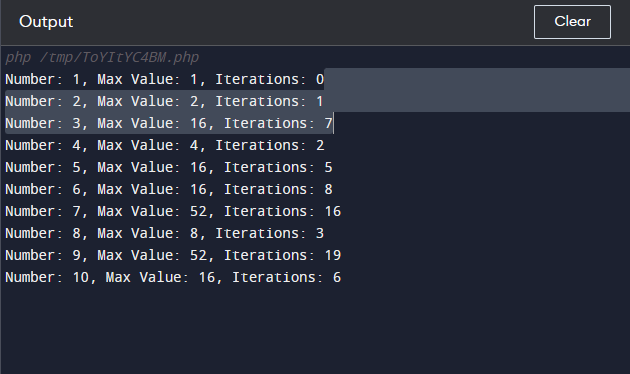 Output
Clear
php /tmp/ToYItYC4BM.php
Number: 1, Max Value: 1, Iterations: 0
Number: 2, Max Value: 2, Iterations: 1
Number: 3, Max Value: 16, Iterations: 7
Number: 4, Max Value: 4, Iterations: 2
Number: 5, Max Value: 16, Iterations: 5
Number: 6, Max Value: 16, Iterations: 8
Number: 7, Max Value: 52, Iterations: 16
Number: 8, Max Value: 8, Iterations: 3
Number: 9, Max Value: 52, Iterations: 19
Number: 10, Max Value: 16, Iterations: 6